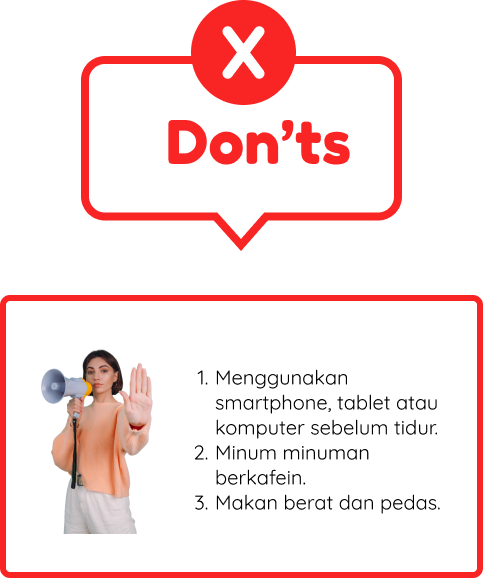 X
Don’ts
1. Menggunakan
smartphone, tablet atau
komputer sebelum tidur.
2. Minum minuman
berkafein.
3. Makan berat dan pedas.